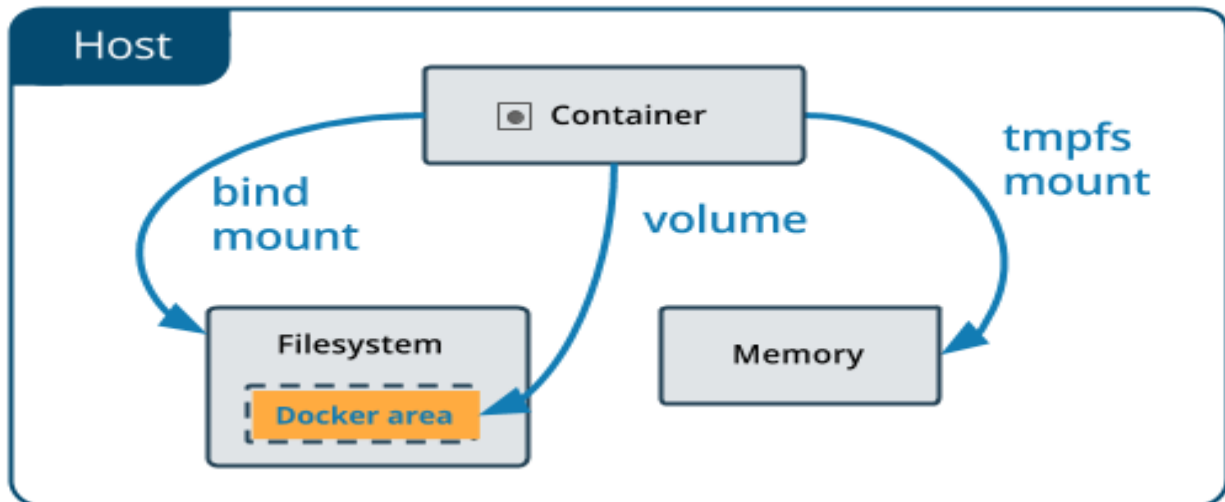 Host
Container
bind
mount
volume
tmpfs
mount
Filesystem
Docker area
Memory